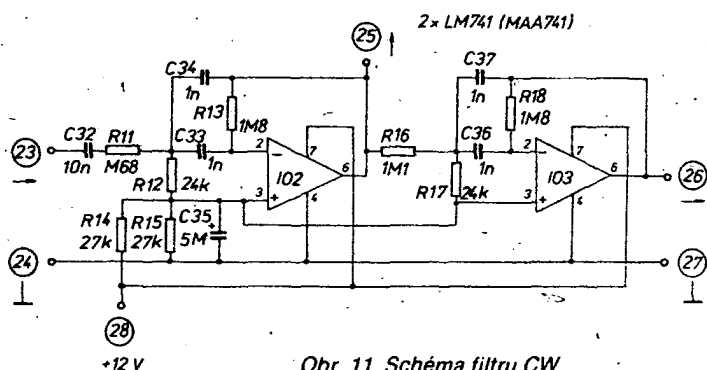 2× LM741 (MAA741)
25
C34
1n
R13
1M8
C37
1n
R18
1M8
23
C32
10n
R11
M68
C33
1n
2
7
6
3
4
IO2
R16
1M1
C36
1n
2
7
6
3
4
IO3
26
R12
24k
R17
24k
R14
27k
R15
27k
C35
5M
+
24
27
28
+12 V
Obr. 11. Schéma filtru CW